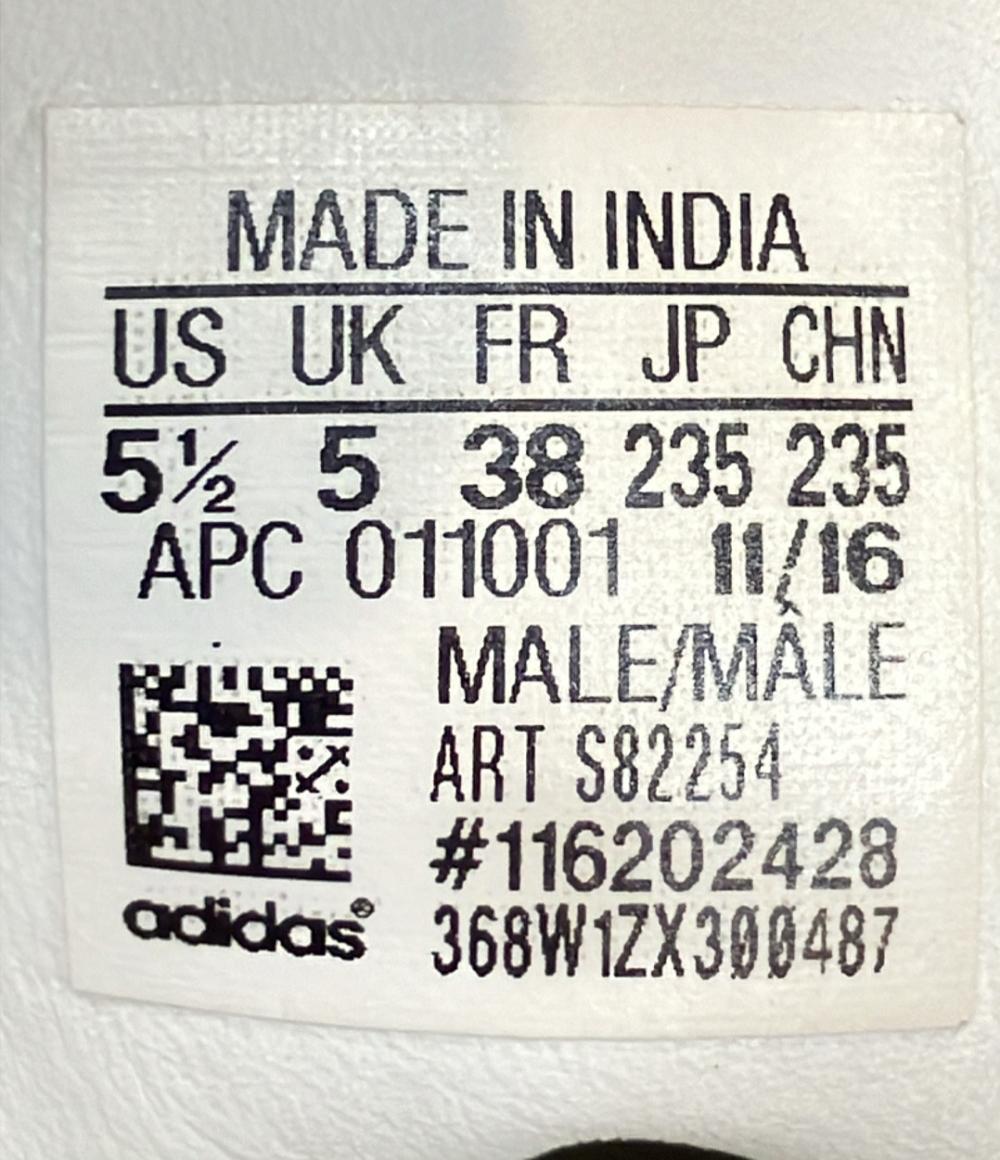 MADE IN INDIA
US UK FR JP CHN
5½ 5 38 235 235
APC 011001 11/16
MALE/MÂLE
ART S82254
#116202428
368W1ZX300487
adidas®